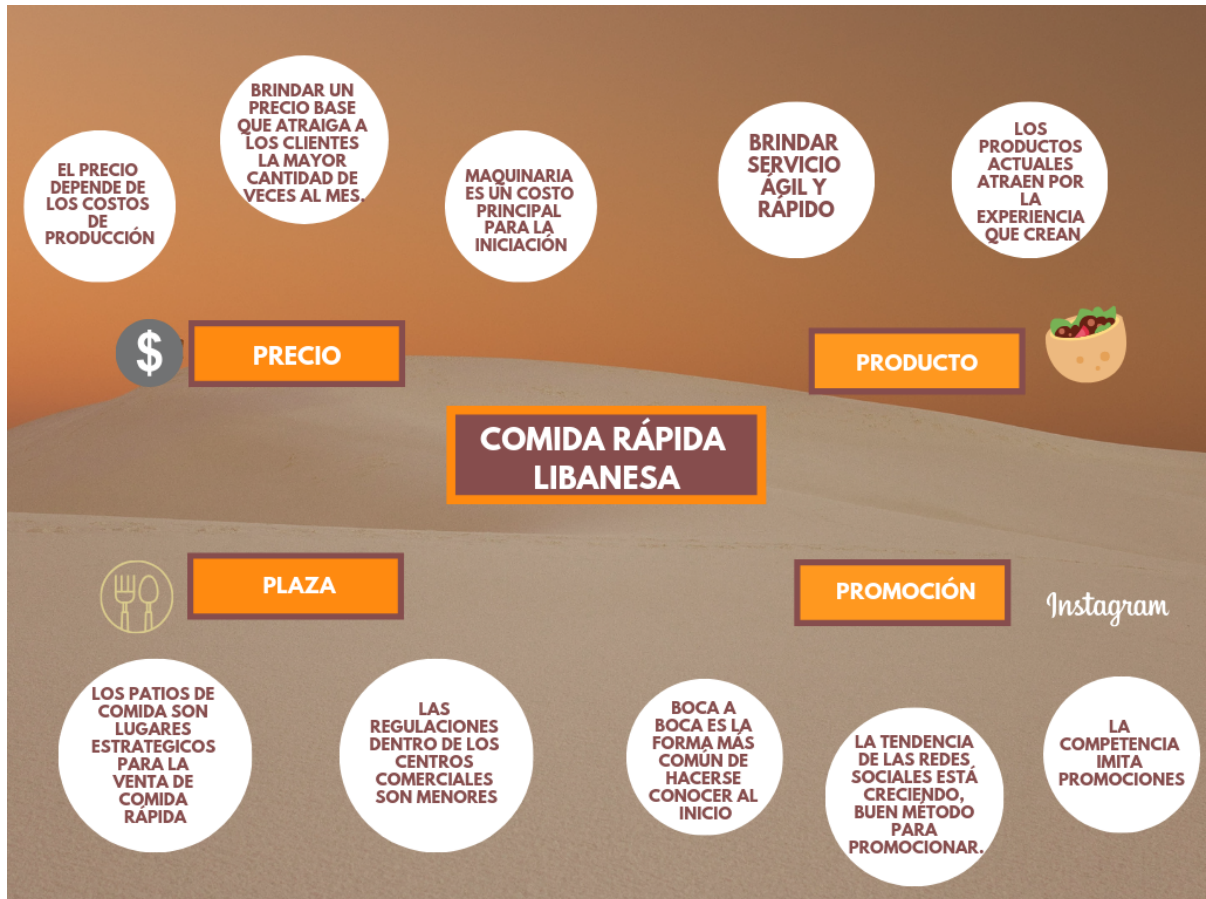 EL PRECIO
DEPENDE DE
LOS COSTOS
DE
PRODUCCIÓN
BRINDAR UN
PRECIO BASE
QUE ATRAIGA A
LOS CLIENTES
LA MAYOR
CANTIDAD DE
VECES AL MES.
MAQUINARIA
ES UN COSTO
PRINCIPAL
PARA LA
INICIACIÓN
BRINDAR
SERVICIO
ÁGIL Y
RÁPIDO
LOS
PRODUCTOS
ACTUALES
ATRAEN POR
LA
EXPERIENCIA
QUE CREAN
$
PRECIO
PRODUCTO
COMIDA RÁPIDA
LIBANESA
PLAZA
PROMOCIÓN
Instagram
LOS PATIOS DE
COMIDA SON
LUGARES
ESTRATEGICOS
PARA LA
VENTA DE
COMIDA
RÁPIDA
LAS
REGULACIONES
DENTRO DE LOS
CENTROS
COMERCIALES
SON MENORES
BOCA A
BOCA ES LA
FORMA MÁS
COMÚN DE
HACERSE
CONOCER AL
INICIO
LA TENDENCIA
DE LAS REDES
SOCIALES ESTÁ
CRECIENDO,
BUEN MÉTODO
PARA
PROMOCIONAR.
LA
COMPETENCIA
IMITA
PROMOCIONES